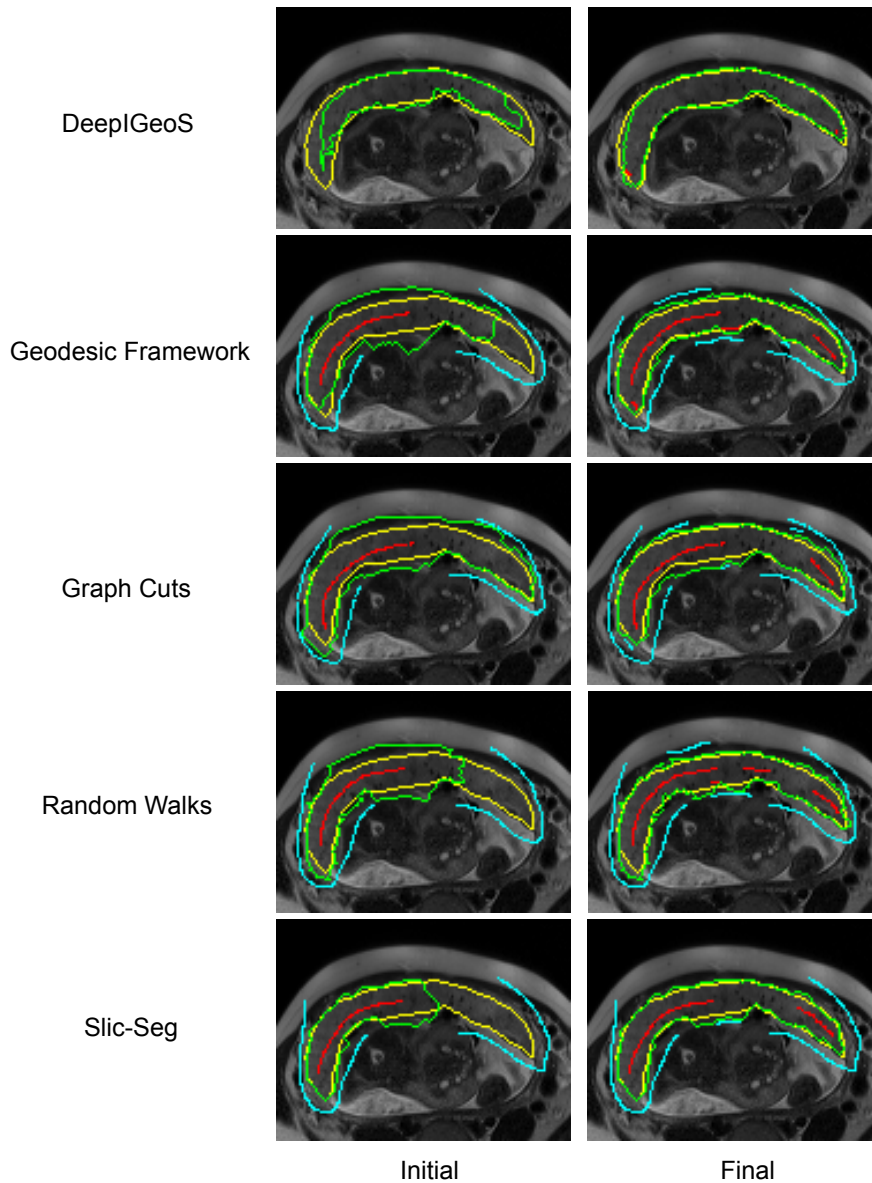 DeepIGeoS
Geodesic Framework
Graph Cuts
Random Walks
Slic-Seg
Initial
Final